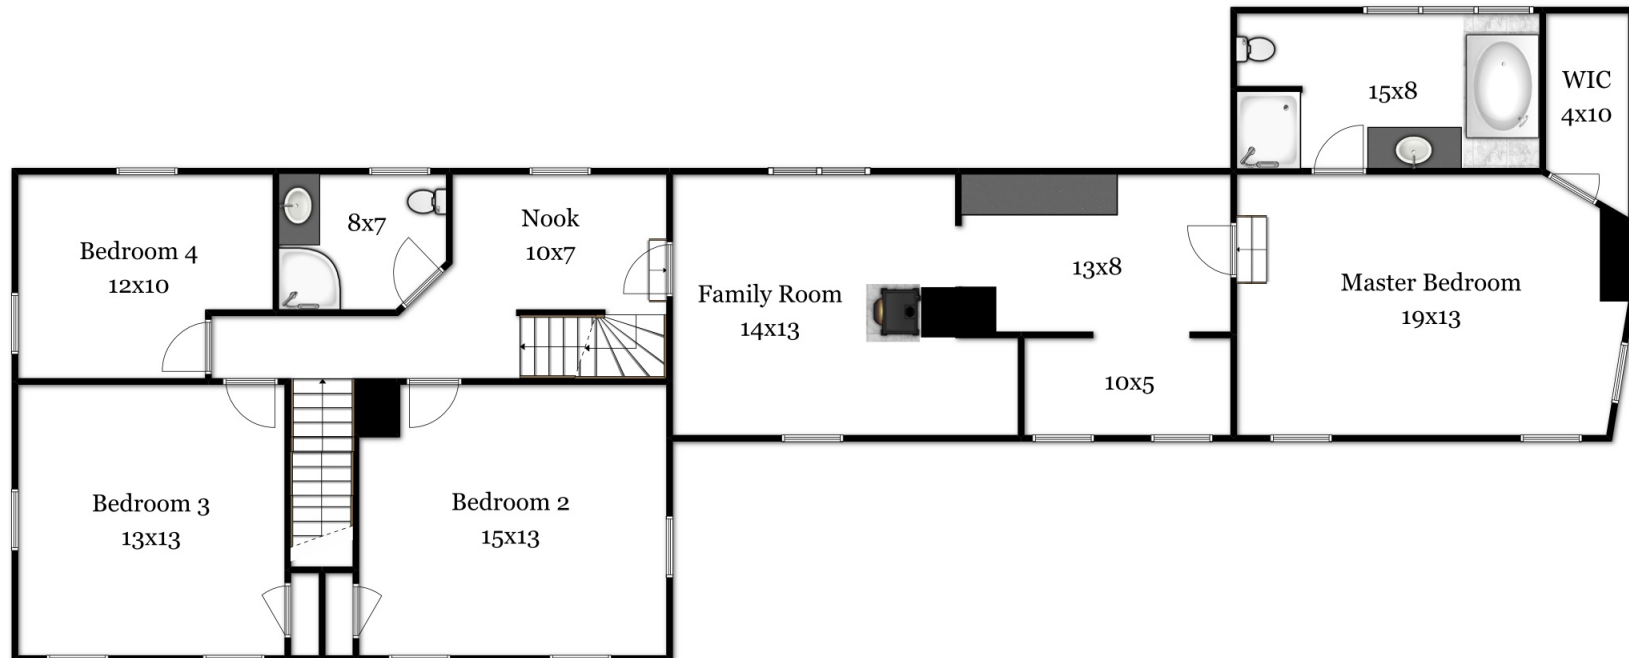 15x8
WIC
4x10
Bedroom 4
12x10
8x7
Nook
10x7
Family Room
14x13
13x8
Master Bedroom
19x13
10x5
Bedroom 3
13x13
Bedroom 2
15x13